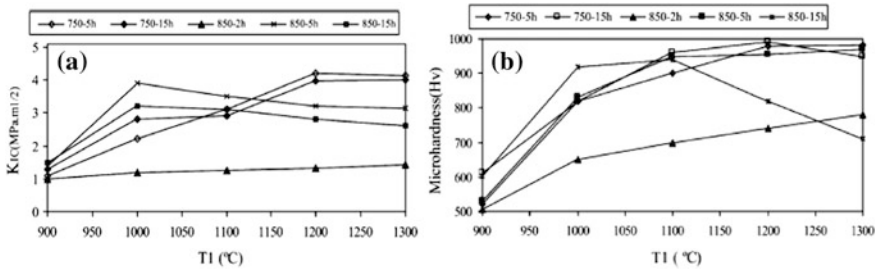 750-5h 750-15h 850-2h 850-5h 850-15h
(a)
KIC(MPa.m1/2)
5
4
3
2
1
0
900 950 1000 1050 1100 1150 1200 1250 1300
T1 (ºC)
750-5h 750-15h 850-2h 850-5h 850-15h
(b)
Microhardness(Hv)
1000
900
800
700
600
500
900 950 1000 1050 1100 1150 1200 1250 1300
T1 ( ºC)